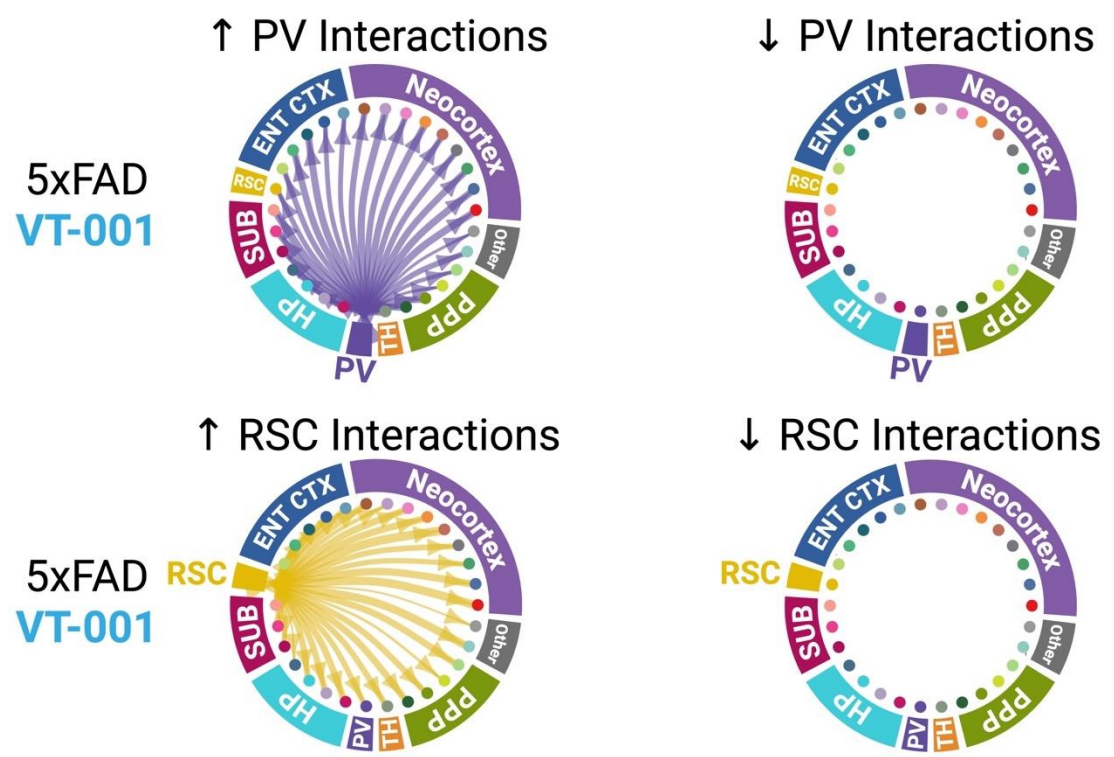 ↑ PV Interactions
↓ PV Interactions
5xFAD
VT-001
ENT CTX
Neocortex
RSC
SUB
HP
PV
TH
PPP
Other
ENT CTX
Neocortex
RSC
SUB
HP
PV
TH
PPP
Other
↑ RSC Interactions
↓ RSC Interactions
5xFAD
VT-001
ENT CTX
Neocortex
RSC
SUB
HP
PV
TH
PPP
Other
ENT CTX
Neocortex
RSC
SUB
HP
PV
TH
PPP
Other